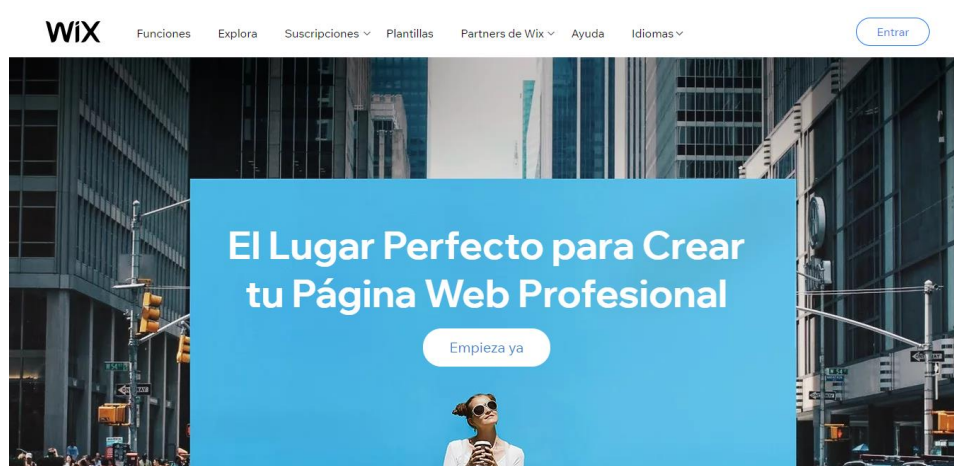 WiX
Funciones Explora Suscripciones Plantillas Partners de Wix Ayuda Idiomas Entrar
El Lugar Perfecto para Crear
tu Página Web Profesional
Empieza ya